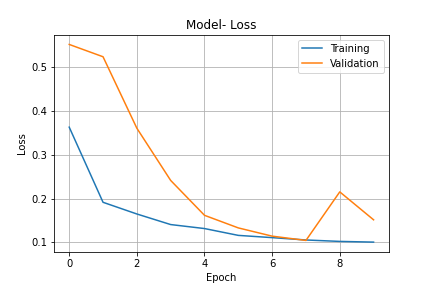 Model- Loss
Training
Validation
Loss
0.5
0.4
0.3
0.2
0.1
0 2 4 6 8
Epoch